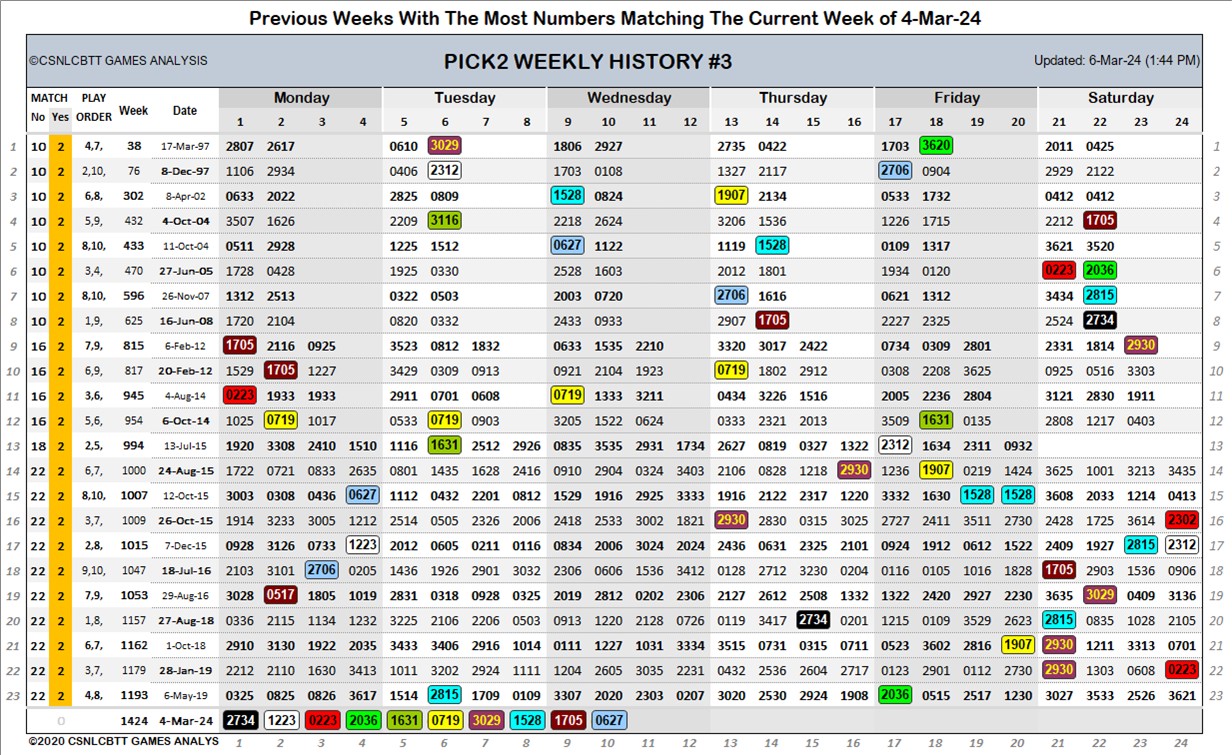 Previous Weeks With The Most Numbers Matching The Current Week of 4-Mar-24
©CSNLCBTT GAMES ANALYSIS PICK2 WEEKLY HISTORY #3 Updated: 6-Mar-24 (1:44 PM)
MATCH PLAY Week Date Monday Tuesday Wednesday Thursday Friday Saturday
No Yes ORDER 1 2 3 4 5 6 7 8 9 10 11 12 13 14 15 16 17 18 19 20 21 22 23 24
1 10 2 4,7, 38 17-Mar-97 2807 2617 0610 3029 1806 2927 2735 0422 1703 3620 2011 0425 1
2 10 2 2,10, 76 8-Dec-97 1106 2934 0406 2312 1703 0108 1327 2117 2706 0904 2929 2122 2
3 10 2 6,8, 302 8-Apr-02 0633 2022 2825 0809 1528 0824 1907 2134 0533 1732 0412 0412 3
4 10 2 5,9, 432 4-Oct-04 3507 1626 2209 3116 2218 2624 3206 1536 1226 1715 2212 1705 4
5 10 2 8,10, 433 11-Oct-04 0511 2928 1225 1512 0627 1122 1119 1528 0109 1317 3621 3520 5
6 10 2 3,4, 470 27-Jun-05 1728 0428 1925 0330 2528 1603 2012 1801 1934 0120 0223 2036 6
7 10 2 8,10, 596 26-Nov-07 1312 2513 0322 0503 2003 0720 2706 1616 0621 1312 3434 2815 7
8 10 2 1,9, 625 16-Jun-08 1720 2104 0820 0332 2433 0933 2907 1705 2227 2325 2524 2734 8
9 16 2 7,9, 815 6-Feb-12 1705 2116 0925 3523 0812 1832 0633 1535 2210 3320 3017 2422 0734 0309 2801 2331 1814 2930 9
10 16 2 6,9, 817 20-Feb-12 1529 1705 1227 3429 0309 0913 0921 2104 1923 0719 1802 2912 0308 2208 3625 0925 0516 3303 10
11 16 2 3,6, 945 4-Aug-14 0223 1933 1933 2911 0701 0608 0719 1333 3211 0434 3226 1516 2005 2236 2804 3121 2830 1911 11
12 16 2 5,6, 954 6-Oct-14 1025 0719 1017 0533 0719 0903 3205 1522 0624 0333 2321 2013 0533 1631 0135 2808 1217 0403 12
13 18 2 2,5, 994 13-Jul-15 1920 3308 2410 1510 1116 1631 2512 2926 0835 3535 2931 1734 2627 0819 0327 1322 2312 1634 2311 0932 13
14 22 2 6,7, 1000 24-Aug-15 1722 0721 0833 2635 0801 1435 1628 2416 0910 2904 0324 3403 2106 0828 1218 2930 1236 1907 0219 1424 3625 1001 3213 3435 14
15 22 2 8,10, 1007 12-Oct-15 3003 0308 0436 0627 1112 0432 2201 0812 1529 1916 2925 3333 1916 2122 2317 1220 3332 1630 1528 1528 3608 2033 1214 0413 15
16 22 2 3,7, 1009 26-Oct-15 1914 3233 3005 1212 2514 0502 0628 2006 2418 2533 3002 1821 2930 2830 0315 3025 2727 2411 3511 2730 2428 1725 3614 2302 16
17 22 2 2,8, 1015 7-Dec-15 0928 3126 0733 1223 2012 0605 0211 0116 0834 2006 3024 2024 2436 0631 2325 2101 0924 1912 0612 1522 2409 1927 2815 2312 17
18 22 2 9,10, 1047 18-Jul-16 2103 3101 2706 0205 1436 1926 2901 3032 2306 0606 1536 3412 0128 2712 3230 0204 0116 0105 1016 1828 1705 2903 1536 0906 18
19 22 2 7,9, 1053 29-Aug-16 3028 0517 1805 1019 2831 0318 0928 0325 2019 2812 0202 2306 2127 2612 2508 1332 1322 2420 2927 2230 3635 3029 0409 3136 19
20 22 2 1,8, 1157 27-Aug-18 0336 2115 1134 1232 3225 2106 2206 0503 0913 1220 2128 0726 0119 3417 2734 0201 1215 0109 3529 2623 2815 0835 1028 2105 20
21 22 2 6,7, 1162 1-Oct-18 2910 3130 1922 2035 3433 3406 2916 1014 0111 1227 1031 3334 3515 0731 0315 0711 0523 3602 2816 1907 2930 1211 3313 0701 21
22 22 2 3,7, 1179 28-Jan-19 2212 2110 1630 3413 1011 3202 2924 1111 1204 2605 2035 2231 0432 2536 2604 2717 0123 2901 0112 2730 2930 1303 0608 0223 22
23 22 2 4,8, 1193 6-May-19 0325 0825 0826 3617 1514 2815 1709 0109 3307 2020 2303 0207 3020 2530 2924 1908 2036 0515 2517 1230 3027 3533 1526 3621 23
0 1424 4-Mar-24 2734 1223 0223 2036 1631 0719 3029 1528 1705 0627
©2020 CSNLCBTT GAMES ANALYS 1 2 3 4 5 6 7 8 9 10 11 12 13 14 15 16 17 18 19 20 21 22 23 24